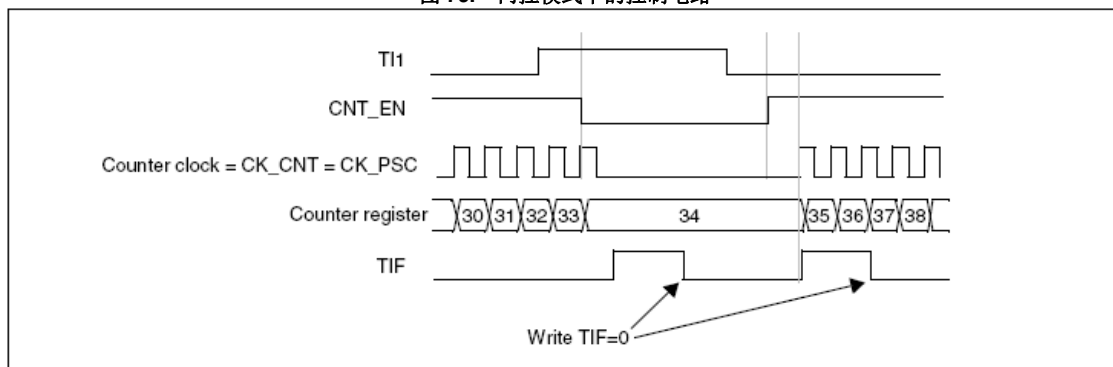 TI1
CNT_EN
Counter clock = CK_CNT = CK_PSC
Counter register 30 31 32 33 34 35 36 37 38
TIF
Write TIF=0